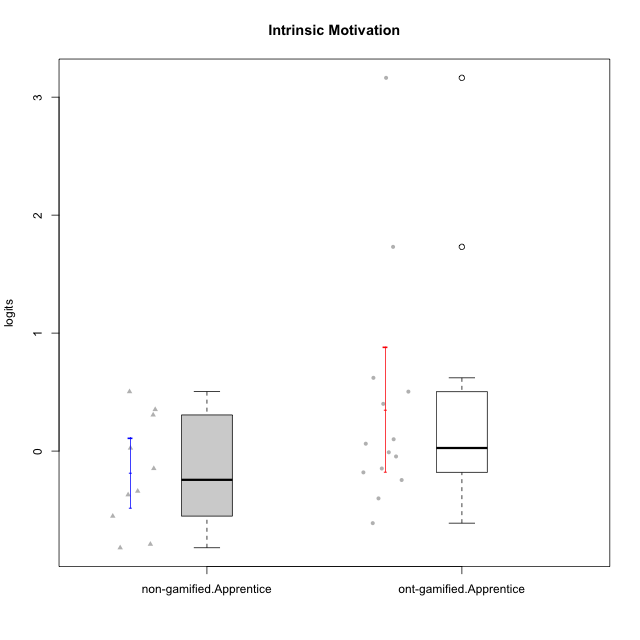 Intrinsic Motivation
3
2
1
0
logits
non-gamified.Apprentice
ont-gamified.Apprentice